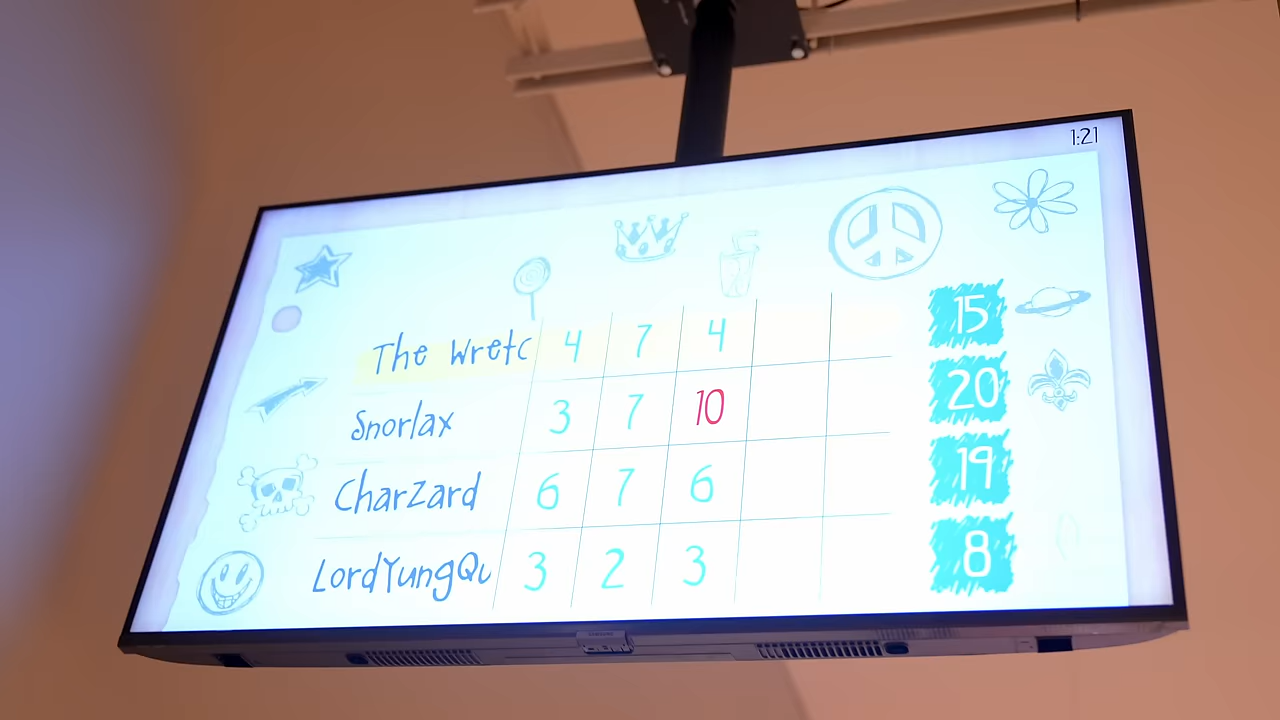 1:21
The Wretc 4 7 4 15
Snorlax 3 7 10 20
Charzard 6 7 6 19
LordYungQu 3 2 3 8
SAMSUNG